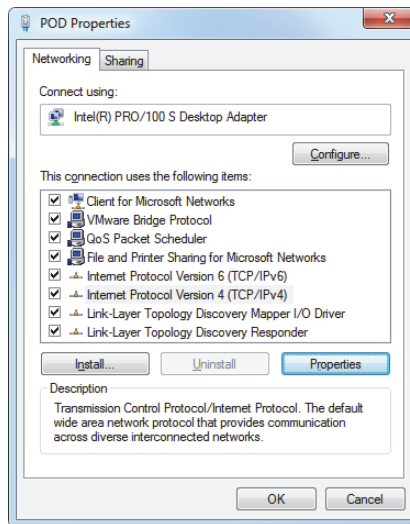 POD Properties
Networking
Sharing
Connect using:
Intel(R) PRO/100 S Desktop Adapter
Configure...
This connection uses the following items:
Client for Microsoft Networks
VMware Bridge Protocol
QoS Packet Scheduler
File and Printer Sharing for Microsoft Networks
Internet Protocol Version 6 (TCP/IPv6)
Internet Protocol Version 4 (TCP/IPv4)
Link-Layer Topology Discovery Mapper I/O Driver
Link-Layer Topology Discovery Responder
Install...
Uninstall
Properties
Description
Transmission Control Protocol/Internet Protocol. The default
wide area network protocol that provides communication
across diverse interconnected networks.
OK
Cancel